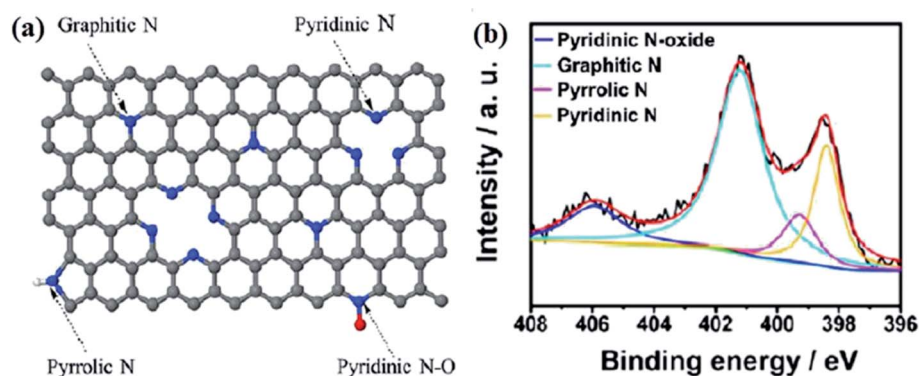 (a)
Graphitic N
Pyridinic N
Pyrrolic N
Pyridinic N-O
(b)
Pyridinic N-oxide
Graphitic N
Pyrrolic N
Pyridinic N
Intensity / a. u.
408 406 404 402 400 398 396
Binding energy / eV